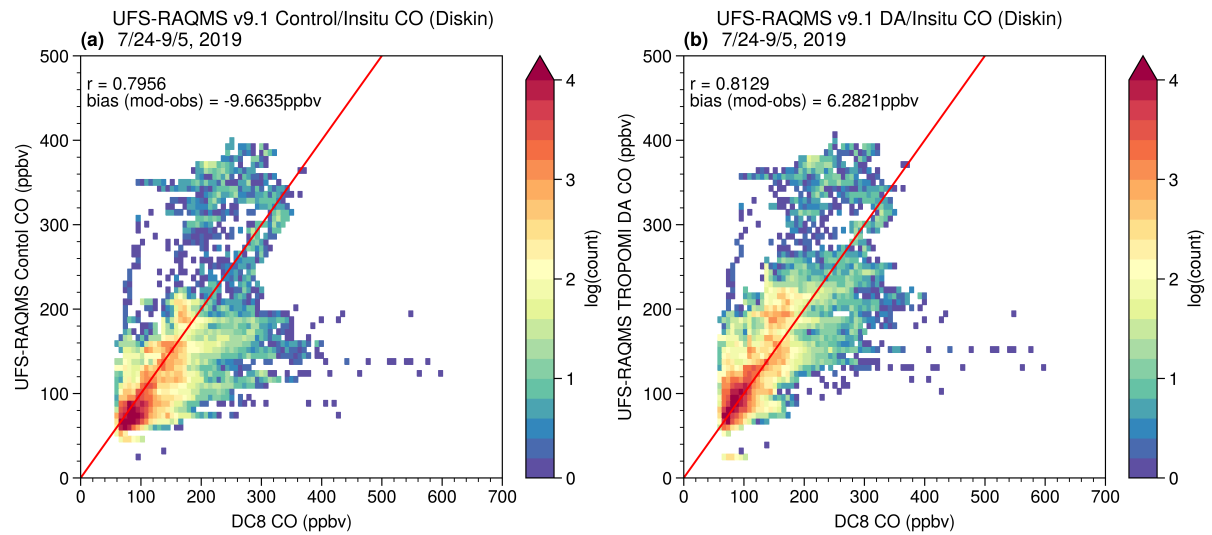 UFS-RAQMS v9.1 Control/Insitu CO (Diskin)
(a) 7/24-9/5, 2019
r = 0.7956
bias (mod-obs) = -9.6635ppbv
UFS-RAQMS Contol CO (ppbv)
500
400
300
200
100
0
0 100 200 300 400 500 600 700
DC8 CO (ppbv)
4
3
2
1
0
log(count)
UFS-RAQMS v9.1 DA/Insitu CO (Diskin)
(b) 7/24-9/5, 2019
r = 0.8129
bias (mod-obs) = 6.2821ppbv
UFS-RAQMS TROPOMI DA CO (ppbv)
500
400
300
200
100
0
0 100 200 300 400 500 600 700
DC8 CO (ppbv)
4
3
2
1
0
log(count)